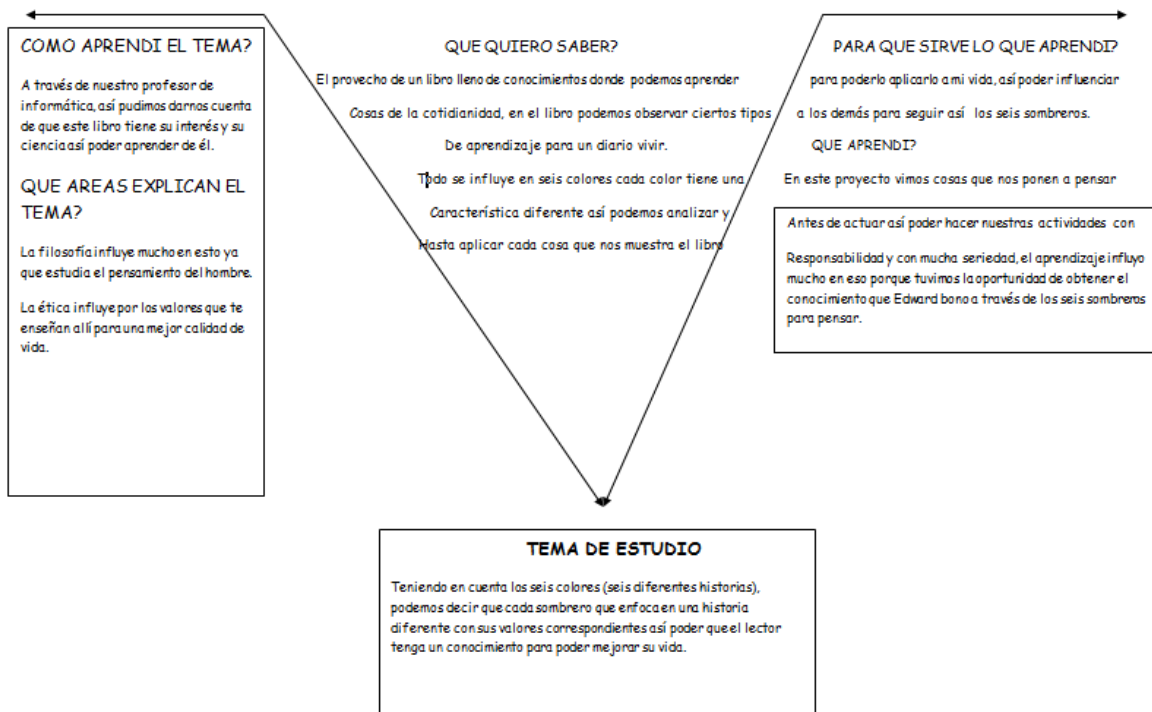 COMO APRENDI EL TEMA?
A través de nuestro profesor de
informática, así pudimos darnos cuenta
de que este libro tiene su interés y su
ciencia así poder aprender de él.
QUE AREAS EXPLICAN EL
TEMA?
La filosofía influye mucho en esto ya
que estudia el pensamiento del hombre.
La ética influye por los valores que te
enseñan allí para una mejor calidad de
vida.
QUE QUIERO SABER?
El provecho de un libro lleno de conocimientos donde podemos aprender
Cosas de la cotidianidad, en el libro podemos observar ciertos tipos
De aprendizaje para un diario vivir.
Todo se influye en seis colores cada color tiene una
Característica diferente así podemos analizar y
Hasta aplicar cada cosa que nos muestra el libro
PARA QUE SIRVE LO QUE APRENDI?
para poderlo aplicarlo a mi vida, así poder influenciar
a los demás para seguir así los seis sombreros.
QUE APRENDI?
En este proyecto vimos cosas que nos ponen a pensar
Antes de actuar así poder hacer nuestras actividades con
Responsabilidad y con mucha seriedad, el aprendizaje influyo
mucho en eso porque tuvimos la oportunidad de obtener el
conocimiento que Edward bono a través de los seis sombreros
para pensar.
TEMA DE ESTUDIO
Teniendo en cuenta los seis colores (seis diferentes historias),
podemos decir que cada sombrero que enfoca en una historia
diferente con sus valores correspondientes así poder que el lector
tenga un conocimiento para poder mejorar su vida.